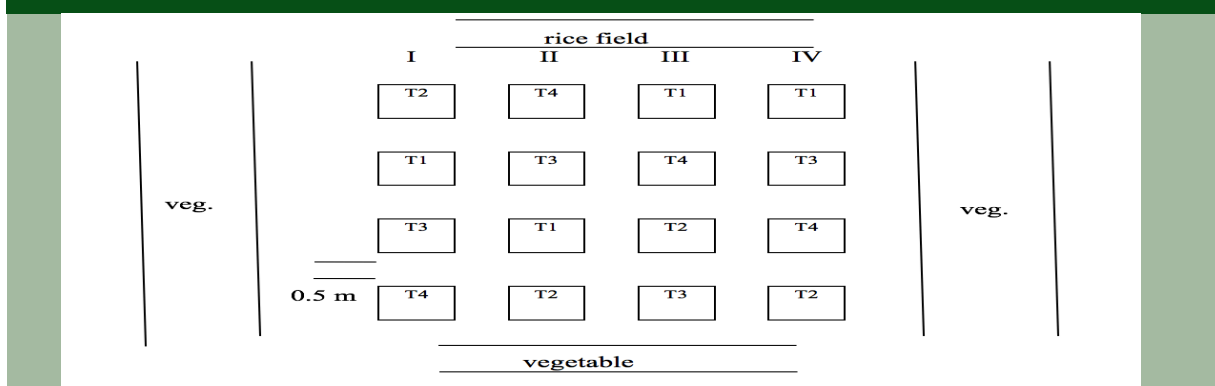 rice field
I II III IV
T2 T4 T1 T1
T1 T3 T4 T3
veg. veg.
T3 T1 T2 T4
0.5 m T4 T2 T3 T2
vegetable